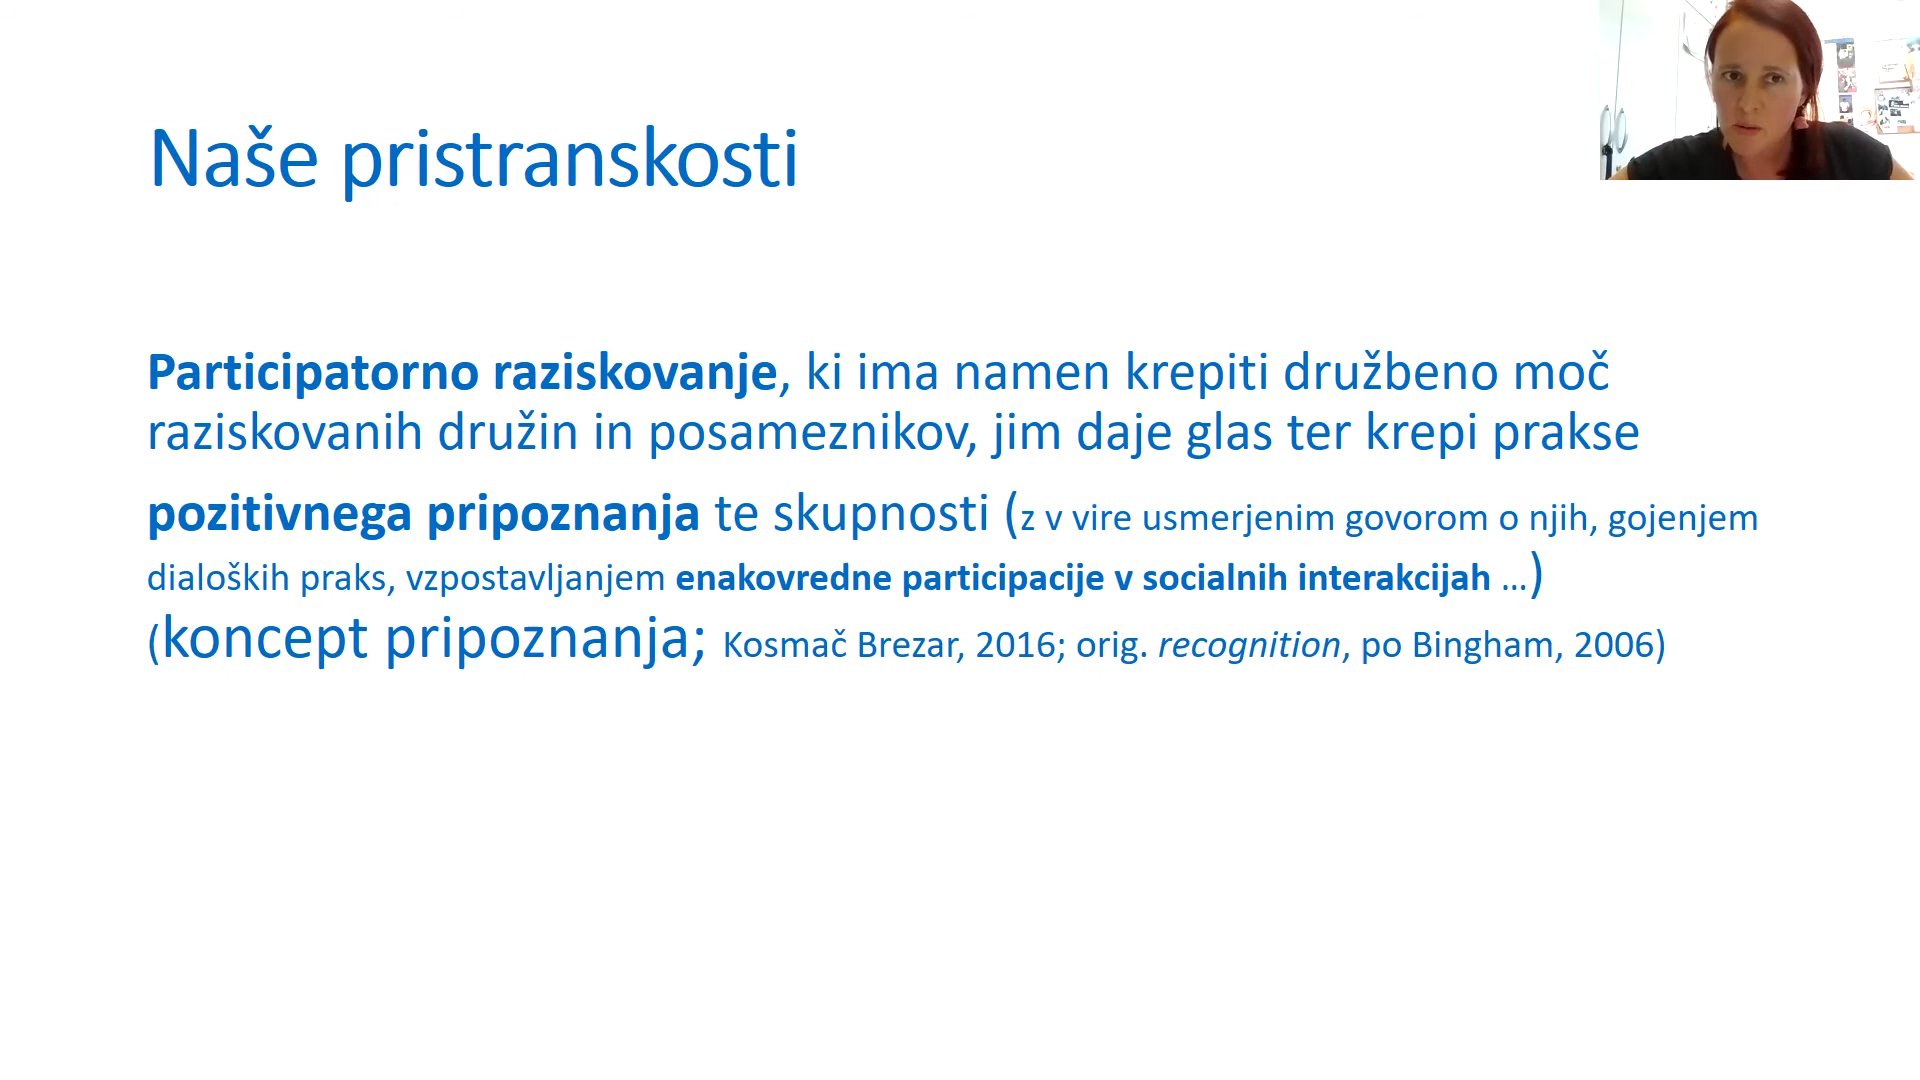 Naše pristranskosti
Participatorno raziskovanje, ki ima namen krepiti družbeno moč
raziskovanih družin in posameznikov, jim daje glas ter krepi prakse
pozitivnega pripoznanja te skupnosti (z v vire usmerjenim govorom o njih, gojenjem
dialoških praks, vzpostavljanjem enakovredne participacije v socialnih interakcijah …)
(koncept pripoznanja; Kosmač Brezar, 2016; orig. recognition, po Bingham, 2006)